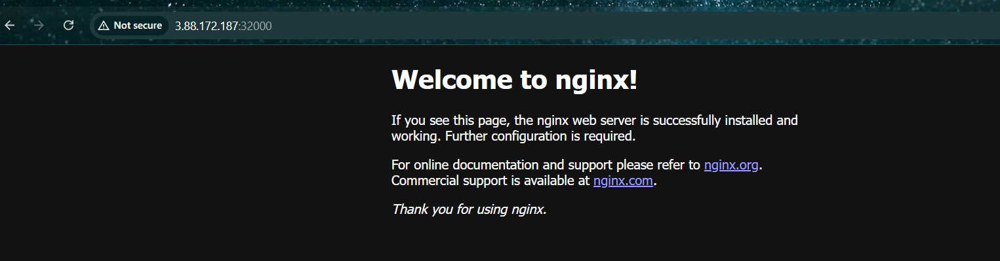 Not secure 3.88.172.187:32000
Welcome to nginx!
If you see this page, the nginx web server is successfully installed and
working. Further configuration is required.
For online documentation and support please refer to nginx.org.
Commercial support is available at nginx.com.
Thank you for using nginx.